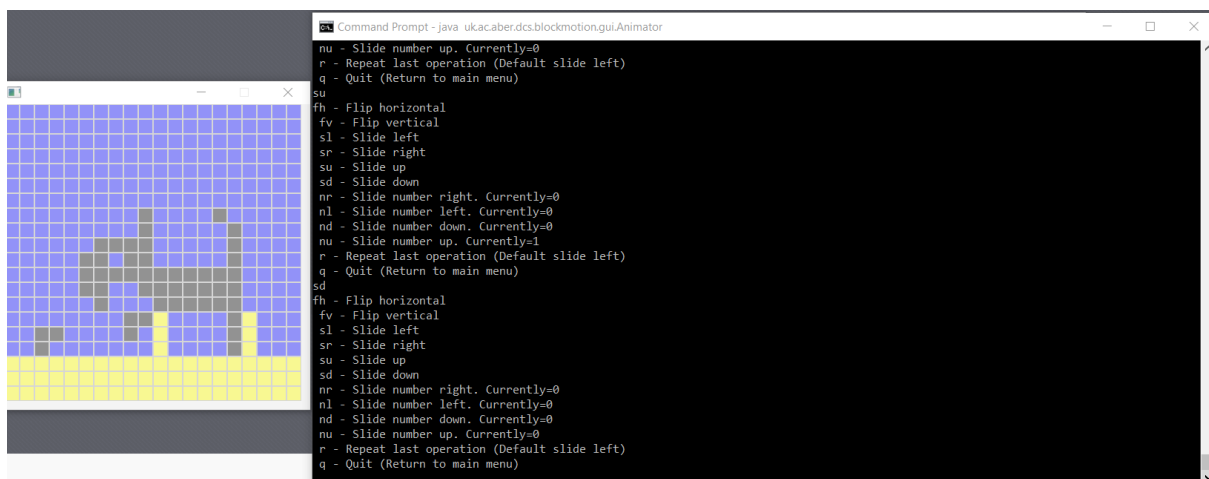 Command Prompt - java uk.ac.aber.dcs.blockmotion.gui.Animator
nu - Slide number up. Currently=0
r - Repeat last operation (Default slide left)
q - Quit (Return to main menu)
su
fh - Flip horizontal
fv - Flip vertical
sl - Slide left
sr - Slide right
su - Slide up
sd - Slide down
nr - Slide number right. Currently=0
nl - Slide number left. Currently=0
nd - Slide number down. Currently=0
nu - Slide number up. Currently=1
r - Repeat last operation (Default slide left)
q - Quit (Return to main menu)
sd
fh - Flip horizontal
fv - Flip vertical
sl - Slide left
sr - Slide right
su - Slide up
sd - Slide down
nr - Slide number right. Currently=0
nl - Slide number left. Currently=0
nd - Slide number down. Currently=0
nu - Slide number up. Currently=0
r - Repeat last operation (Default slide left)
q - Quit (Return to main menu)